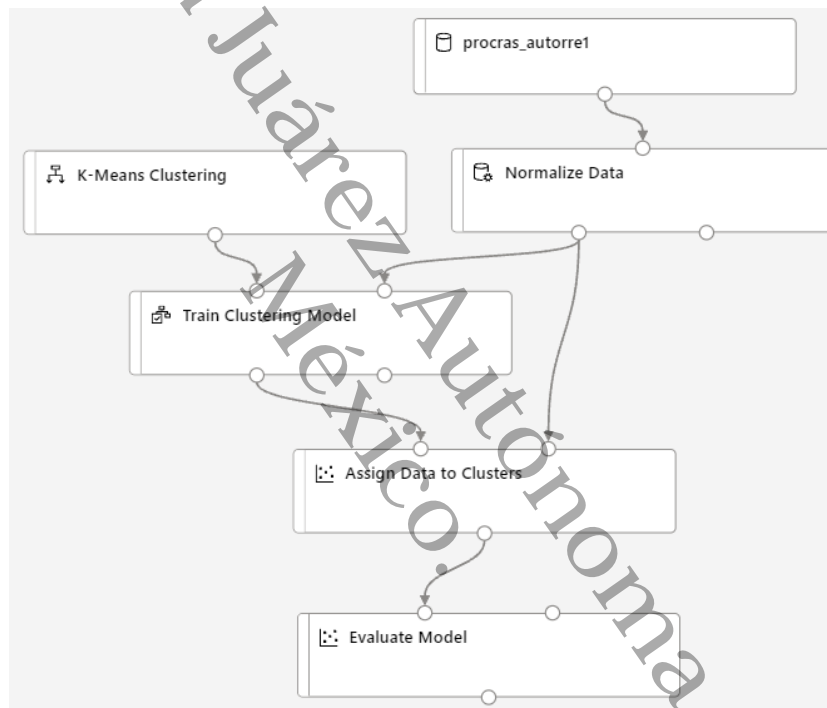 procras_autorre1
K-Means Clustering
Normalize Data
Train Clustering Model
Assign Data to Clusters
Evaluate Model
Juárez Autónoma
México.